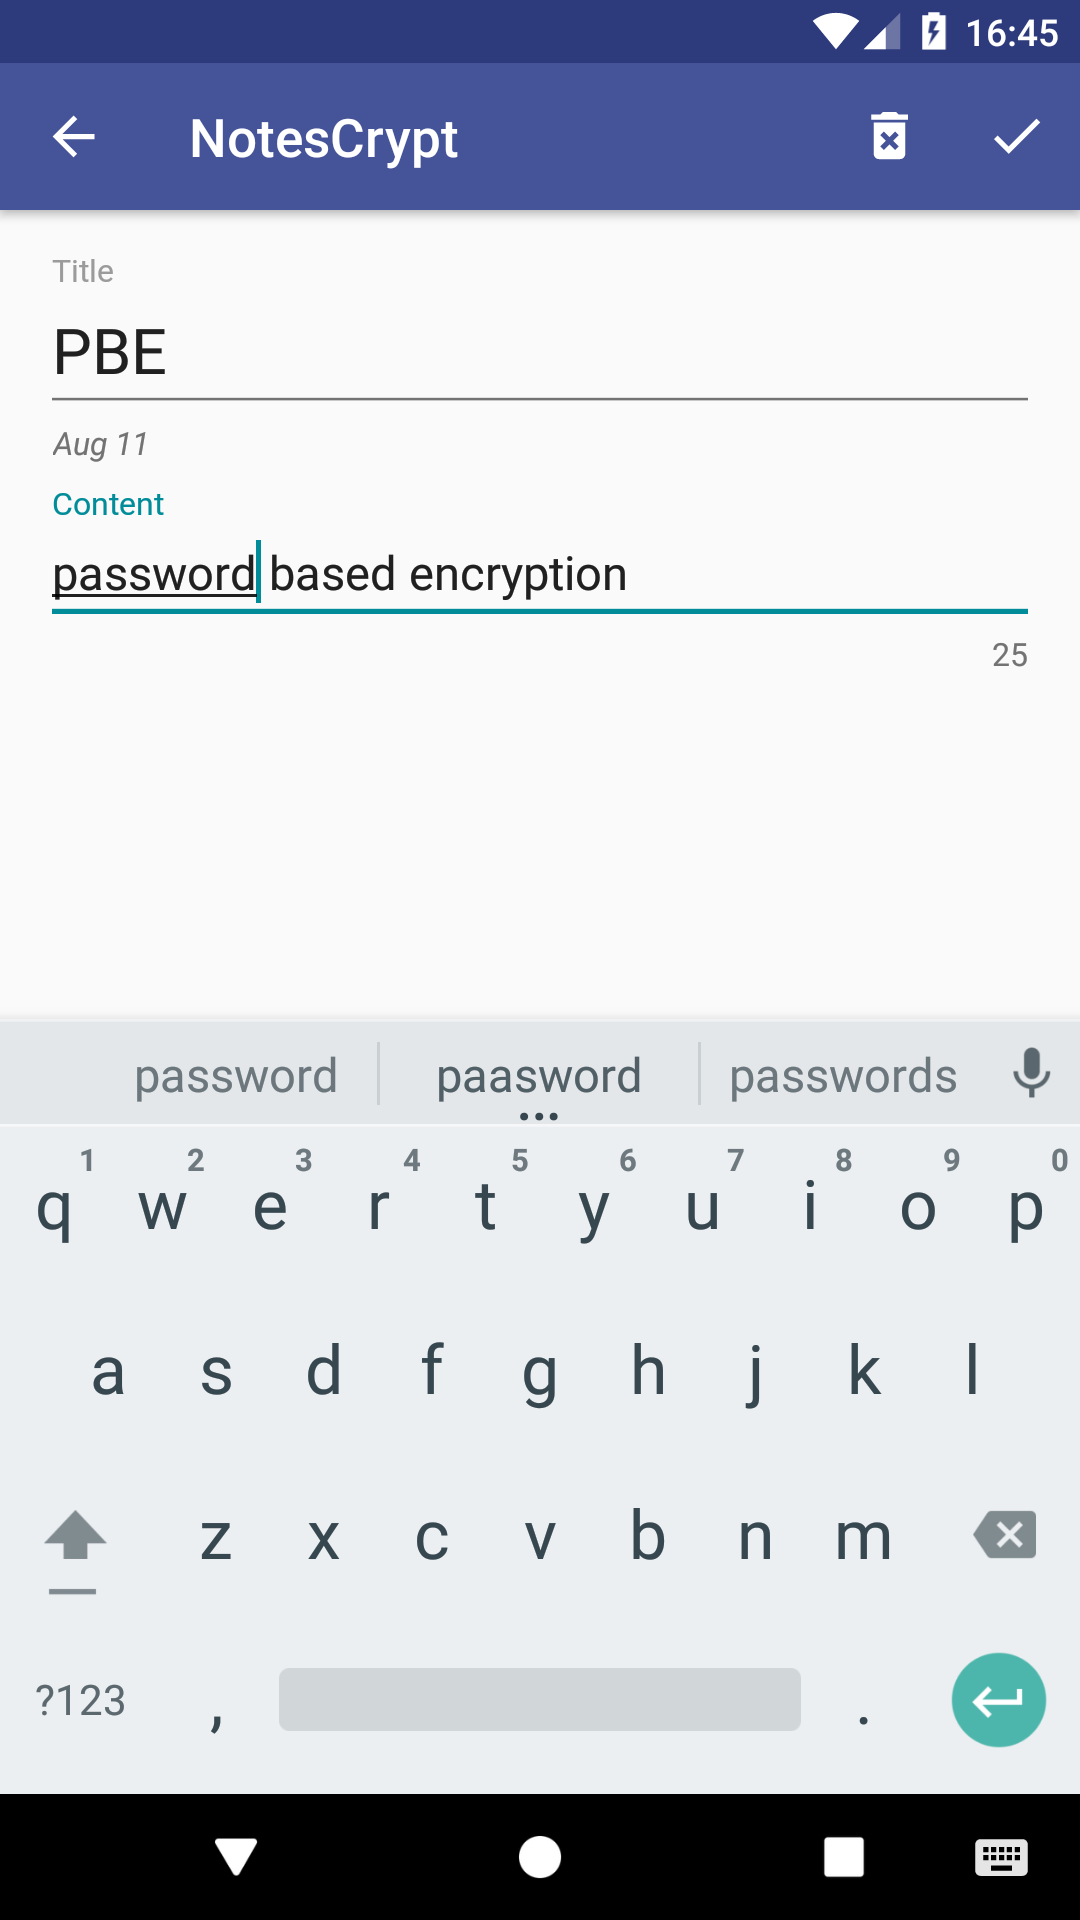 16:45
NotesCrypt
Title
PBE
Aug 11
Content
password based encryption
25
password paasword passwords
1 2 3 4 5 6 7 8 9 0
q w e r t y u i o p
a s d f g h j k l
z x c v b n m
?123 , .